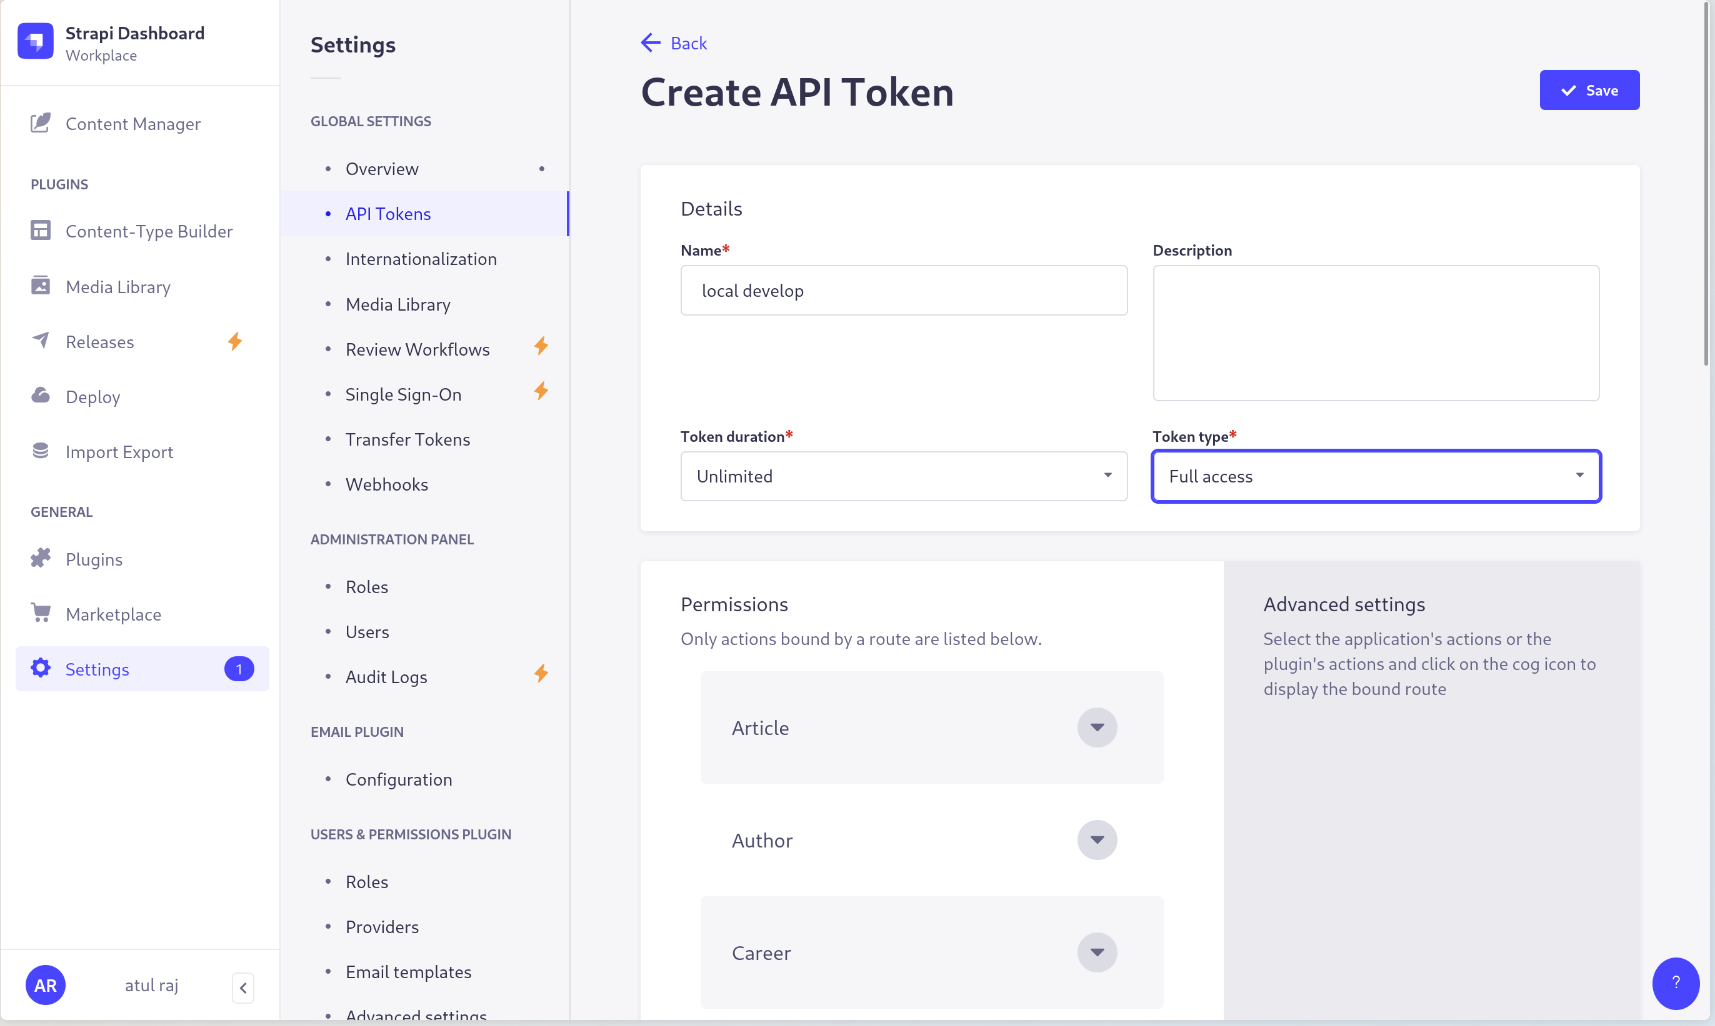 Strapi Dashboard
Workplace
Content Manager
PLUGINS
Content-Type Builder
Media Library
Releases
Deploy
Import Export
GENERAL
Plugins
Marketplace
Settings
1
AR
atul raj
Settings
GLOBAL SETTINGS
Overview
API Tokens
Internationalization
Media Library
Review Workflows
Single Sign-On
Transfer Tokens
Webhooks
ADMINISTRATION PANEL
Roles
Users
Audit Logs
EMAIL PLUGIN
Configuration
USERS & PERMISSIONS PLUGIN
Roles
Providers
Email templates
Advanced settings
Back
Create API Token
Save
Details
Name*
local develop
Description
Token duration*
Unlimited
Token type*
Full access
Permissions
Only actions bound by a route are listed below.
Article
Author
Career
Advanced settings
Select the application's actions or the
plugin's actions and click on the cog icon to
display the bound route
?